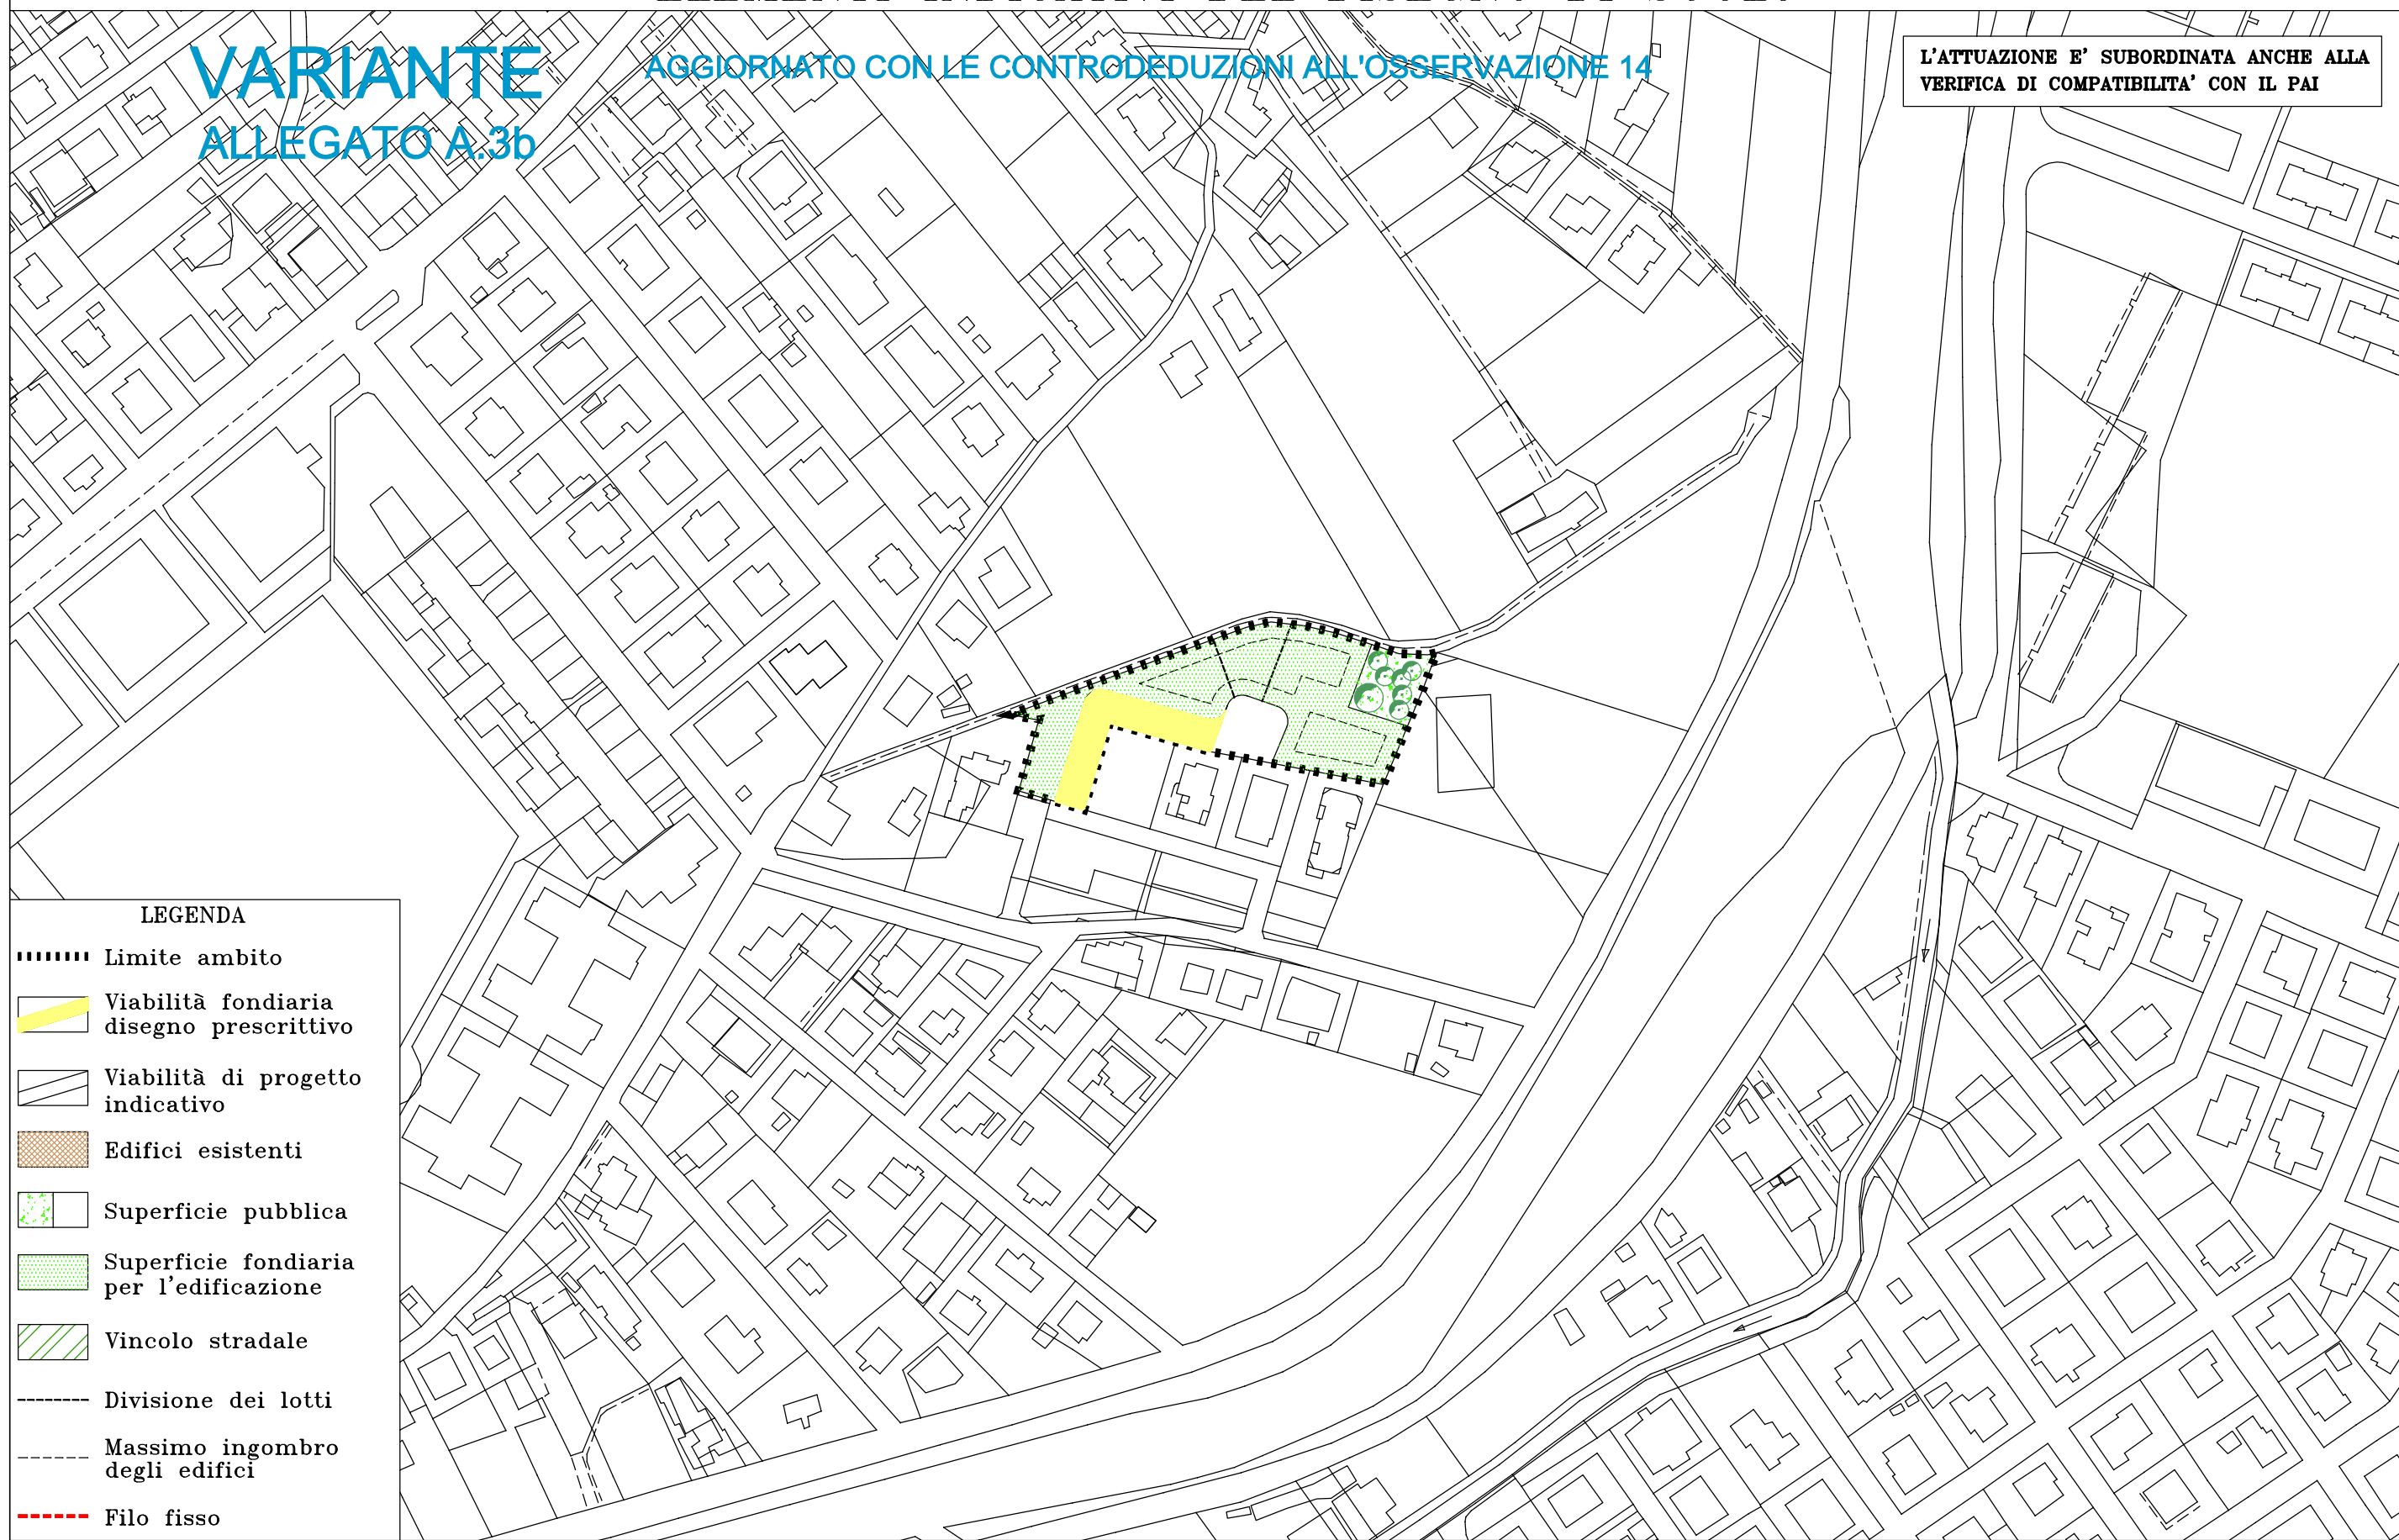 VARIANTE
ALLEGATO A.3b
AGGIORNATO CON LE CONTRODEDUZIONI ALL'OSSERVAZIONE 14
L'ATTUAZIONE E' SUBORDINATA ANCHE ALLA
VERIFICA DI COMPATIBILITA' CON IL PAI
LEGENDA
Limite ambito
Viabilità fondiaria
disegno prescrittivo
Viabilità di progetto
indicativo
Edifici esistenti
Superficie pubblica
Superficie fondiaria
per l'edificazione
Vincolo stradale
Divisione dei lotti
Massimo ingombro
degli edifici
Filo fisso